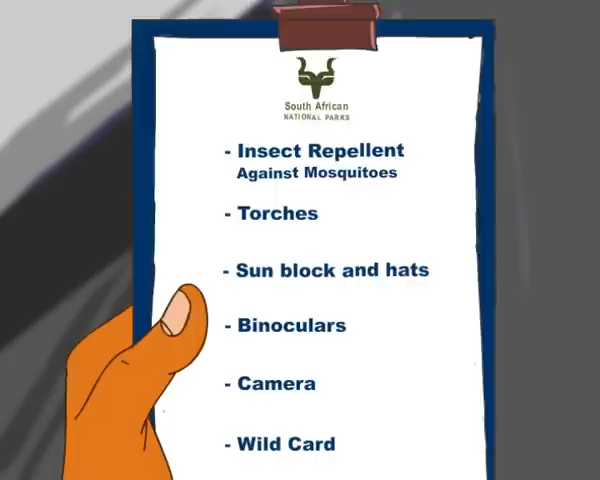 South African
NATIONAL PARKS
- Insect Repellent
Against Mosquitoes
- Torches
- Sun block and hats
- Binoculars
- Camera
- Wild Card